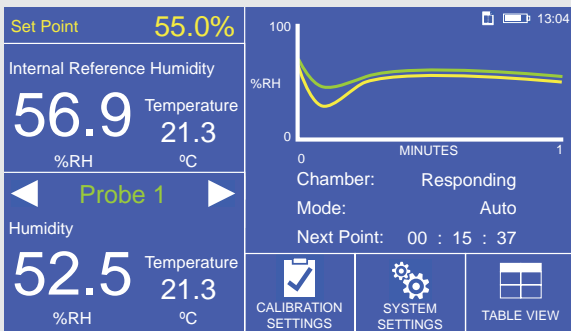 Set Point 55.0%
Internal Reference Humidity
56.9
%RH
Temperature
21.3
ºC
Probe 1
Humidity
52.5
%RH
Temperature
21.3
ºC
13:04
100
%RH
0
0 MINUTES 1
Chamber: Responding
Mode: Auto
Next Point: 00 : 15 : 37
CALIBRATION
SETTINGS
SYSTEM
SETTINGS
TABLE VIEW